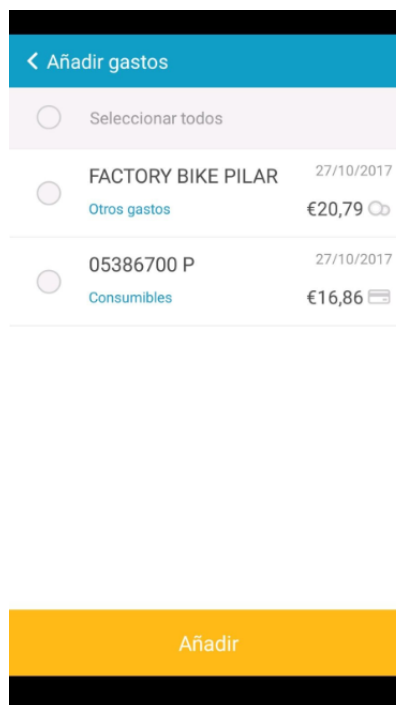 Añadir gastos
Seleccionar todos
FACTORY BIKE PILAR 27/10/2017
Otros gastos €20,79
05386700 P 27/10/2017
Consumibles €16,86
Añadir